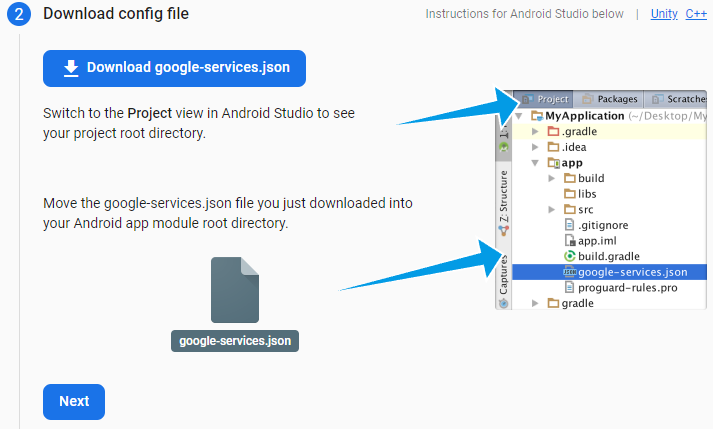 2 Download config file
Instructions for Android Studio below | Unity C++
Download google-services.json
Switch to the Project view in Android Studio to see
your project root directory.
Move the google-services.json file you just downloaded into
your Android app module root directory.
google-services.json
Next
Project Packages Scratches
MyApplication (~/Desktop/My
.gradle
.idea
app
build
libs
src
.gitignore
app.iml
build.gradle
google-services.json
proguard-rules.pro
gradle
Z: Structure
Captures